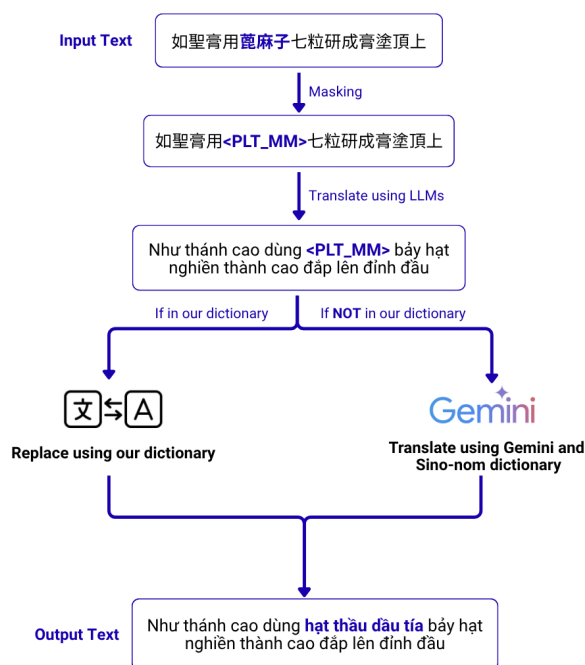 Input Text
如聖膏用蓖麻子七粒研成膏塗頂上
Masking
如聖膏用<PLT_MM>七粒研成膏塗頂上
Translate using LLMs
Như thánh cao dùng <PLT_MM> bảy hạt
nghiền thành cao đắp lên đỉnh đầu
If in our dictionary
If NOT in our dictionary
文 A
Gemini
Replace using our dictionary
Translate using Gemini and
Sino-nom dictionary
Output Text
Như thánh cao dùng hạt thầu dầu tía bảy hạt
nghiền thành cao đắp lên đỉnh đầu